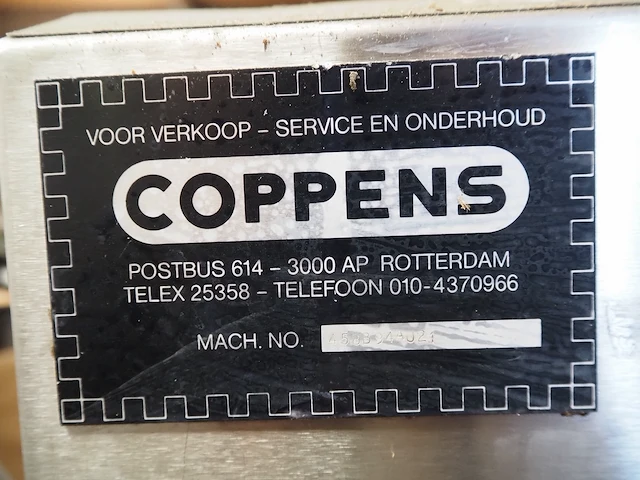 VOOR VERKOOP - SERVICE EN ONDERHOUD
COPPENS
POSTBUS 614 - 3000 AP ROTTERDAM
TELEX 25358 - TELEFOON 010-4370966
MACH. NO.